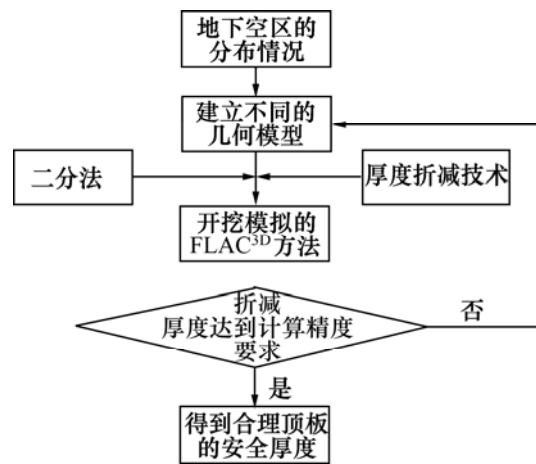 地下空区的
分布情况
建立不同的
几何模型
二分法
厚度折减技术
开挖模拟的
FLAC3D方法
折减
厚度达到计算精度
要求
否
是
得到合理顶板
的安全厚度